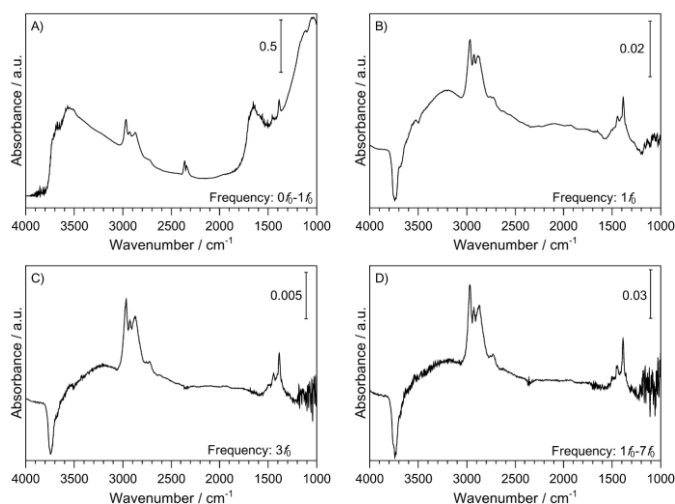 A)
0.5
Absorbance / a.u.
Frequency: 0f₀-1f₀
4000 3500 3000 2500 2000 1500 1000
Wavenumber / cm⁻¹
B)
0.02
Absorbance / a.u.
Frequency: 1f₀
4000 3500 3000 2500 2000 1500 1000
Wavenumber / cm⁻¹
C)
0.005
Absorbance / a.u.
Frequency: 3f₀
4000 3500 3000 2500 2000 1500 1000
Wavenumber / cm⁻¹
D)
0.03
Absorbance / a.u.
Frequency: 1f₀-7f₀
4000 3500 3000 2500 2000 1500 1000
Wavenumber / cm⁻¹